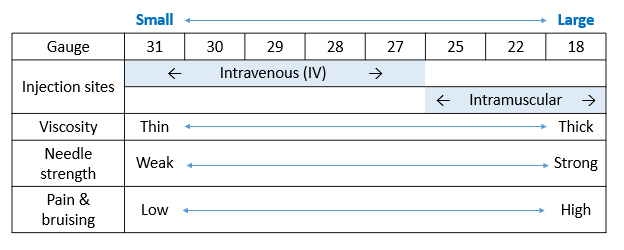 Small Large
Gauge 31 30 29 28 27 25 22 18
Injection sites
← Intravenous (IV) →
← Intramuscular →
Viscosity Thin Thick
Needle
strength
Weak Strong
Pain &
bruising
Low High